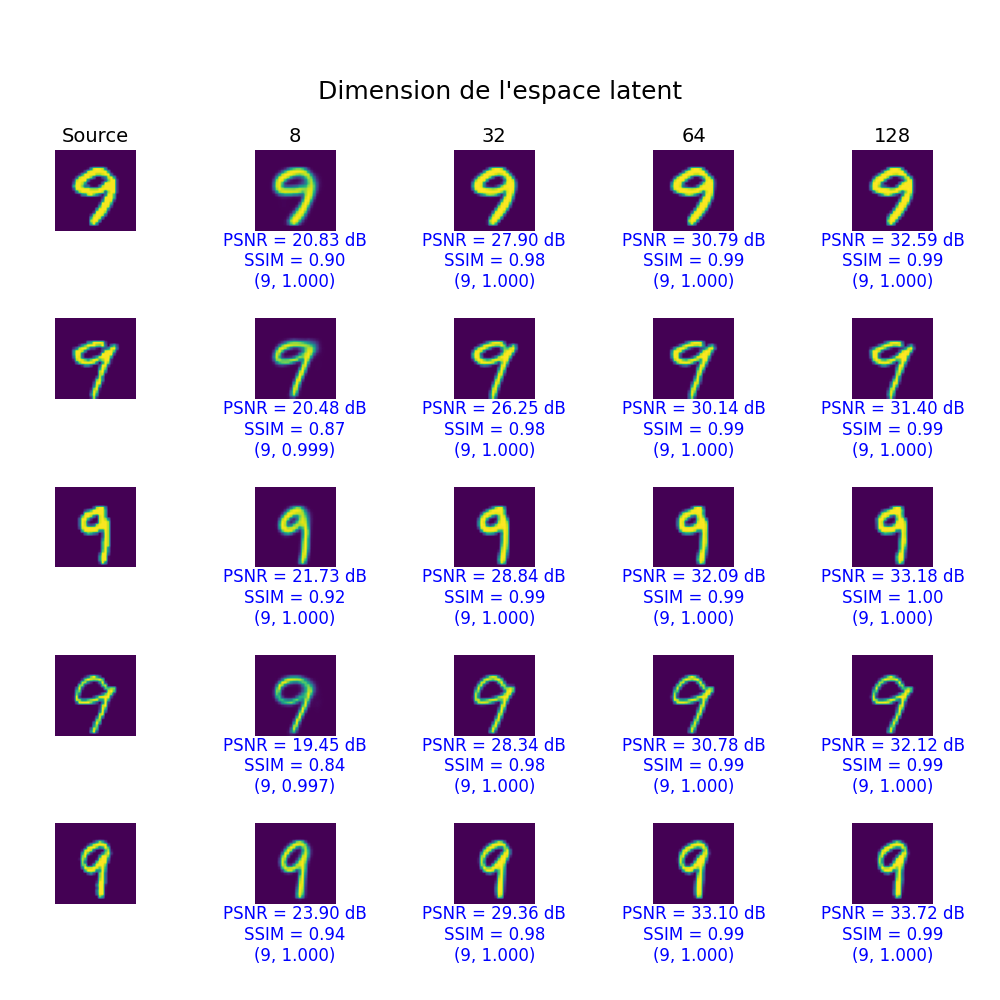 Dimension de l'espace latent
Source 8 32 64 128
PSNR = 20.83 dB PSNR = 27.90 dB PSNR = 30.79 dB PSNR = 32.59 dB
SSIM = 0.90 SSIM = 0.98 SSIM = 0.99 SSIM = 0.99
(9, 1.000) (9, 1.000) (9, 1.000) (9, 1.000)
PSNR = 20.48 dB PSNR = 26.25 dB PSNR = 30.14 dB PSNR = 31.40 dB
SSIM = 0.87 SSIM = 0.98 SSIM = 0.99 SSIM = 0.99
(9, 0.999) (9, 1.000) (9, 1.000) (9, 1.000)
PSNR = 21.73 dB PSNR = 28.84 dB PSNR = 32.09 dB PSNR = 33.18 dB
SSIM = 0.92 SSIM = 0.99 SSIM = 0.99 SSIM = 1.00
(9, 1.000) (9, 1.000) (9, 1.000) (9, 1.000)
PSNR = 19.45 dB PSNR = 28.34 dB PSNR = 30.78 dB PSNR = 32.12 dB
SSIM = 0.84 SSIM = 0.98 SSIM = 0.99 SSIM = 0.99
(9, 0.997) (9, 1.000) (9, 1.000) (9, 1.000)
PSNR = 23.90 dB PSNR = 29.36 dB PSNR = 33.10 dB PSNR = 33.72 dB
SSIM = 0.94 SSIM = 0.98 SSIM = 0.99 SSIM = 0.99
(9, 1.000) (9, 1.000) (9, 1.000) (9, 1.000)